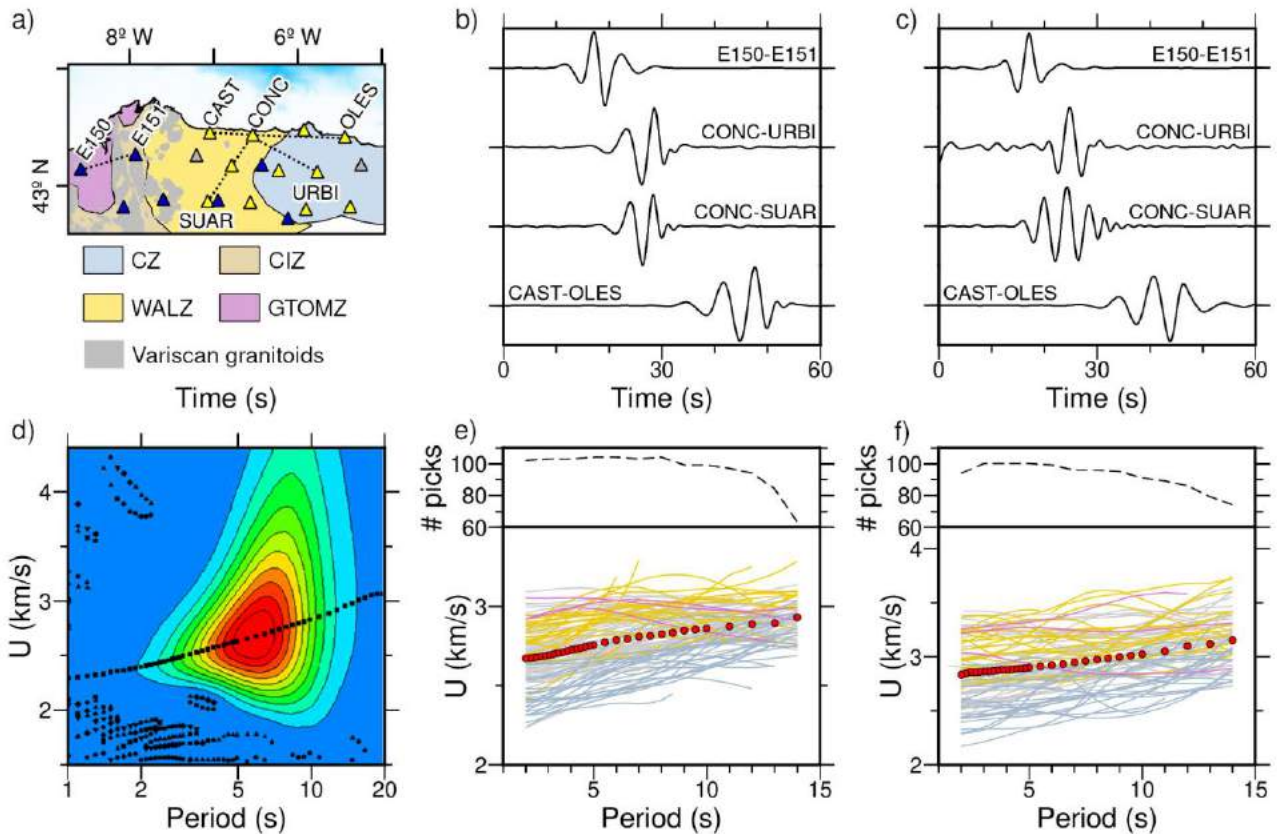 a)
8º W
6º W
43º N
E150
E151
CAST
CONC
OLES
URBI
SUAR
CZ
CIZ
WALZ
GTOMZ
Variscan granitoids
b)
E150-E151
CONC-URBI
CONC-SUAR
CAST-OLES
0
30
60
Time (s)
c)
E150-E151
CONC-URBI
CONC-SUAR
CAST-OLES
0
30
60
Time (s)
Time (s)
d)
U (km/s)
4
3
2
1
2
5
10
20
Period (s)
e)
# picks
100
80
60
U (km/s)
3
2
5
10
15
Period (s)
f)
# picks
100
80
60
U (km/s)
4
3
2
5
10
15
Period (s)